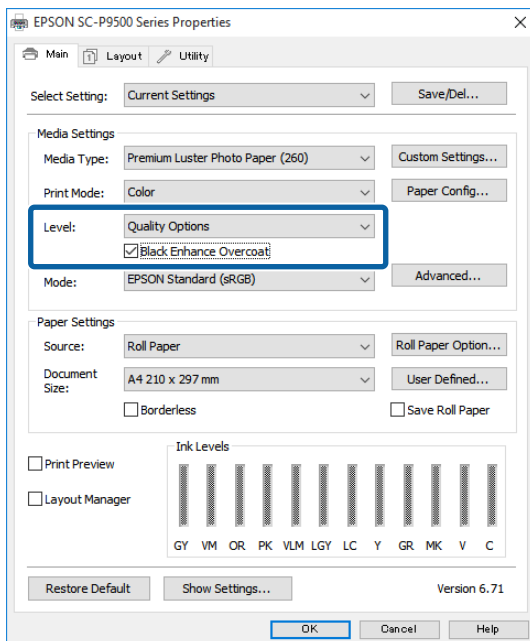 EPSON SC-P9500 Series Properties
Main
Layout
Utility
Select Setting: Current Settings Save/Del...
Media Settings
Media Type: Premium Luster Photo Paper (260) Custom Settings...
Print Mode: Color Paper Config...
Level: Quality Options
Black Enhance Overcoat
Mode: EPSON Standard (sRGB) Advanced...
Paper Settings
Source: Roll Paper Roll Paper Option...
Document Size: A4 210 x 297 mm User Defined...
Borderless Save Roll Paper
Ink Levels
Print Preview
Layout Manager
GY VM OR PK VLM LGY LC Y GR MK V C
Restore Default Show Settings... Version 6.71
OK Cancel Help